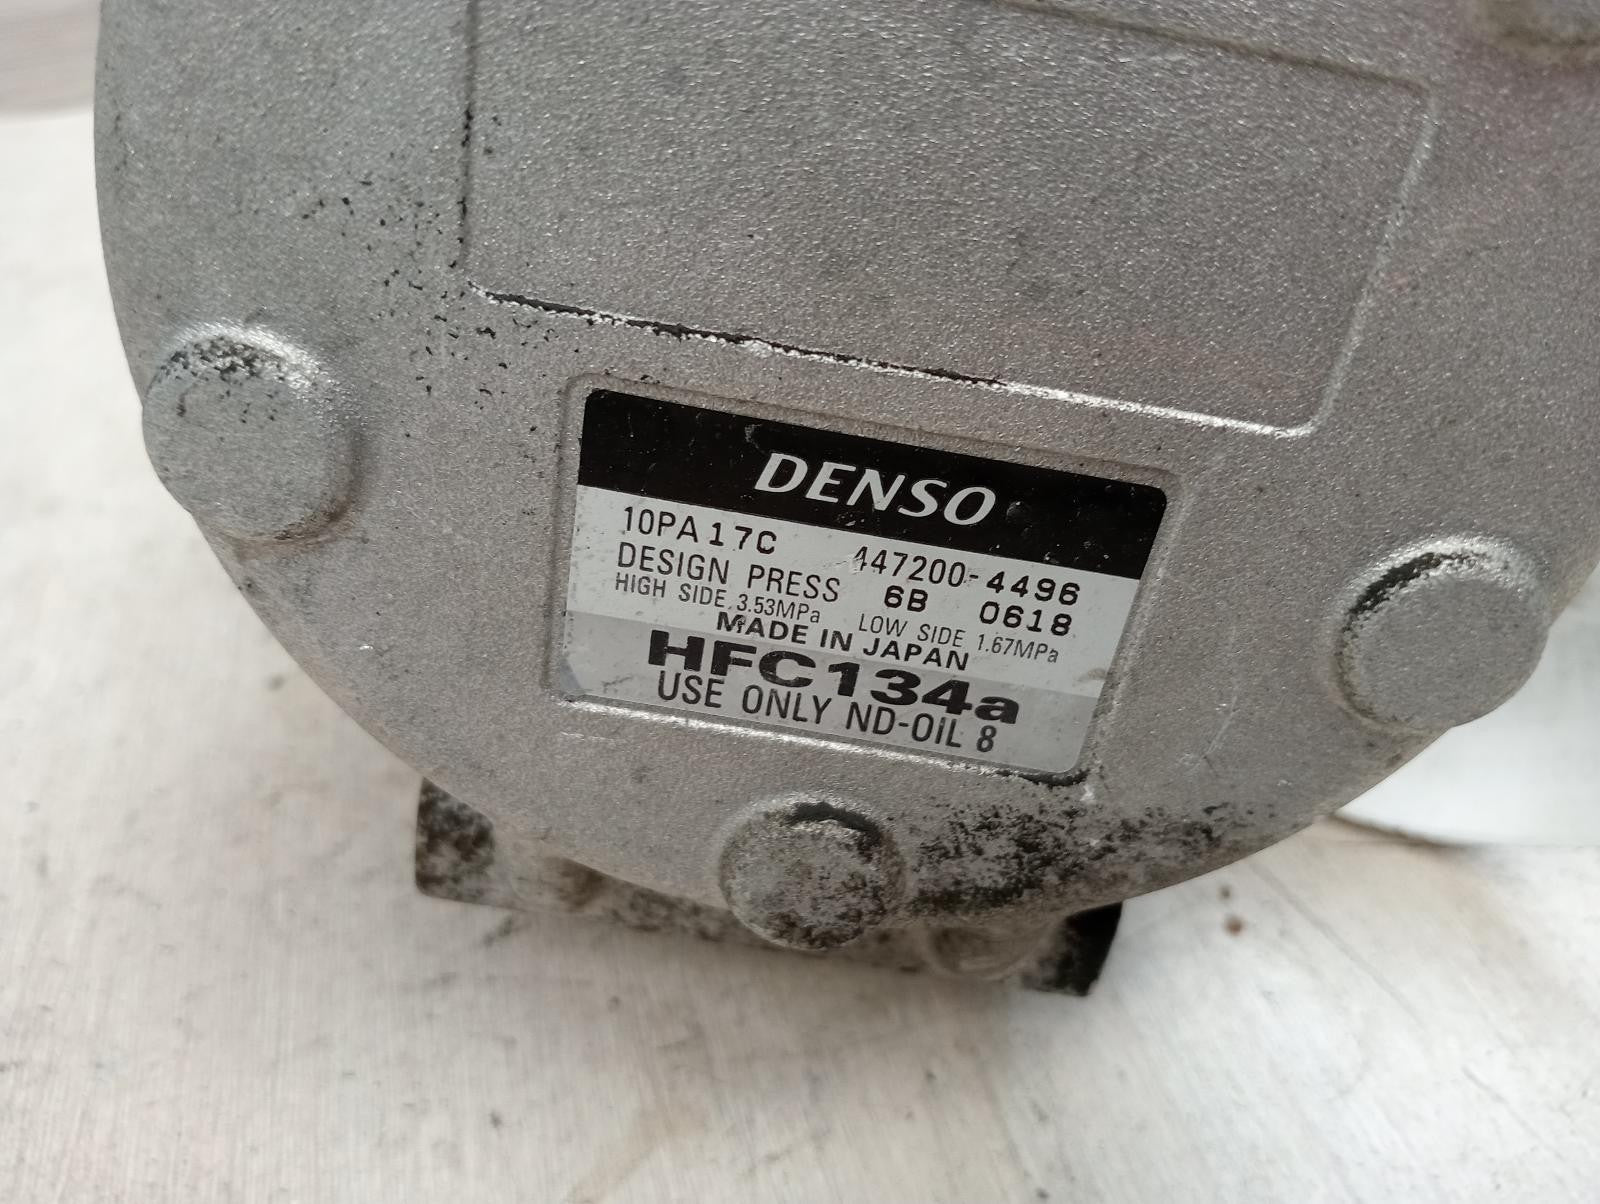 DENSO
10PA17C 447200-4496
DESIGN PRESS 6B 0618
HIGH SIDE 3.53MPa LOW SIDE 1.67MPa
MADE IN JAPAN
HFC134a
USE ONLY ND-OIL 8